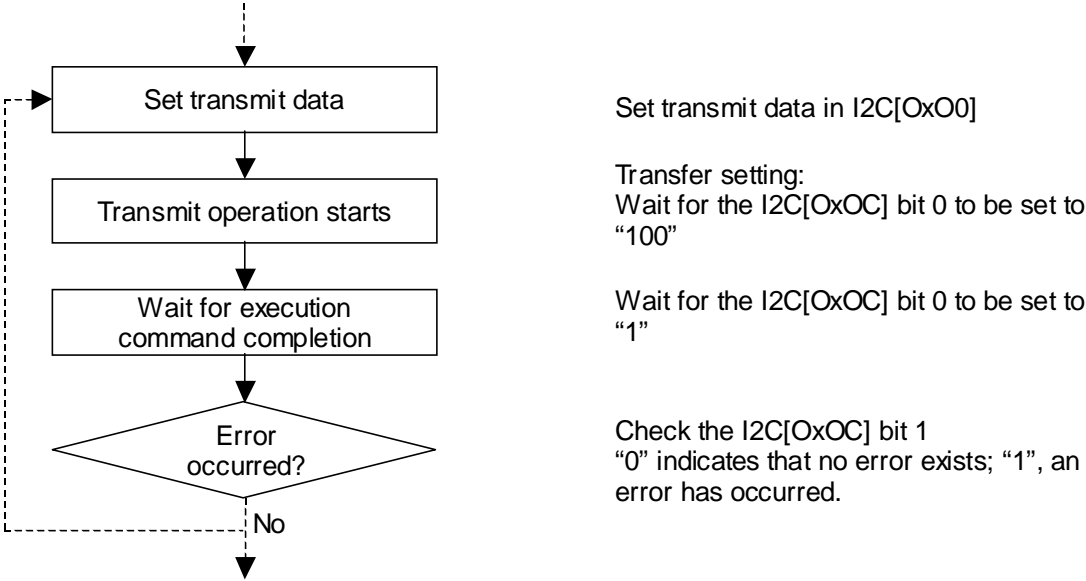 Set transmit data
Set transmit data in I2C[OxO0]
Transmit operation starts
Transfer setting:
Wait for the I2C[OxOC] bit 0 to be set to
“100”
Wait for execution
command completion
Wait for the I2C[OxOC] bit 0 to be set to
“1”
Error
occurred?
Check the I2C[OxOC] bit 1
“0” indicates that no error exists; “1”, an
error has occurred.
No